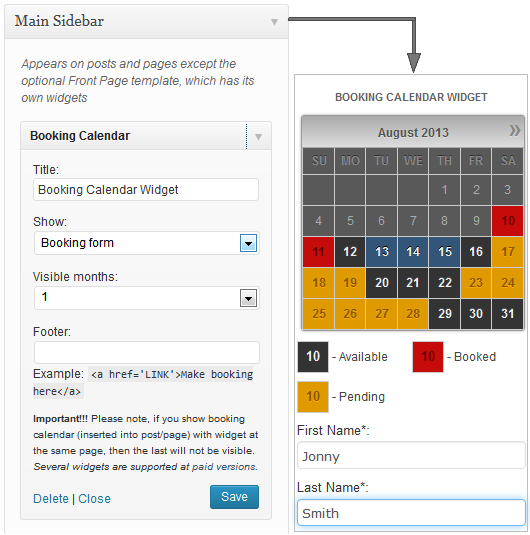 Main Sidebar
Appears on posts and pages except the
optional Front Page template, which has its
own widgets
Booking Calendar
Title:
Booking Calendar Widget
Show:
Booking form
Visible months:
1
Footer:
Example: <a href='LINK'>Make booking
here</a>
Important!!! Please note, if you show booking
calendar (inserted into post/page) with widget at
the same page, then the last will not be visible.
Several widgets are supported at paid versions.
Delete | Close
Save
BOOKING CALENDAR WIDGET
August 2013 »
SU MO TU WE TH FR SA
1 2 3
4 5 6 7 8 9 10
11 12 13 14 15 16 17
18 19 20 21 22 23 24
25 26 27 28 29 30 31
10 - Available 10 - Booked
10 - Pending
First Name*:
Jonny
Last Name*:
Smith